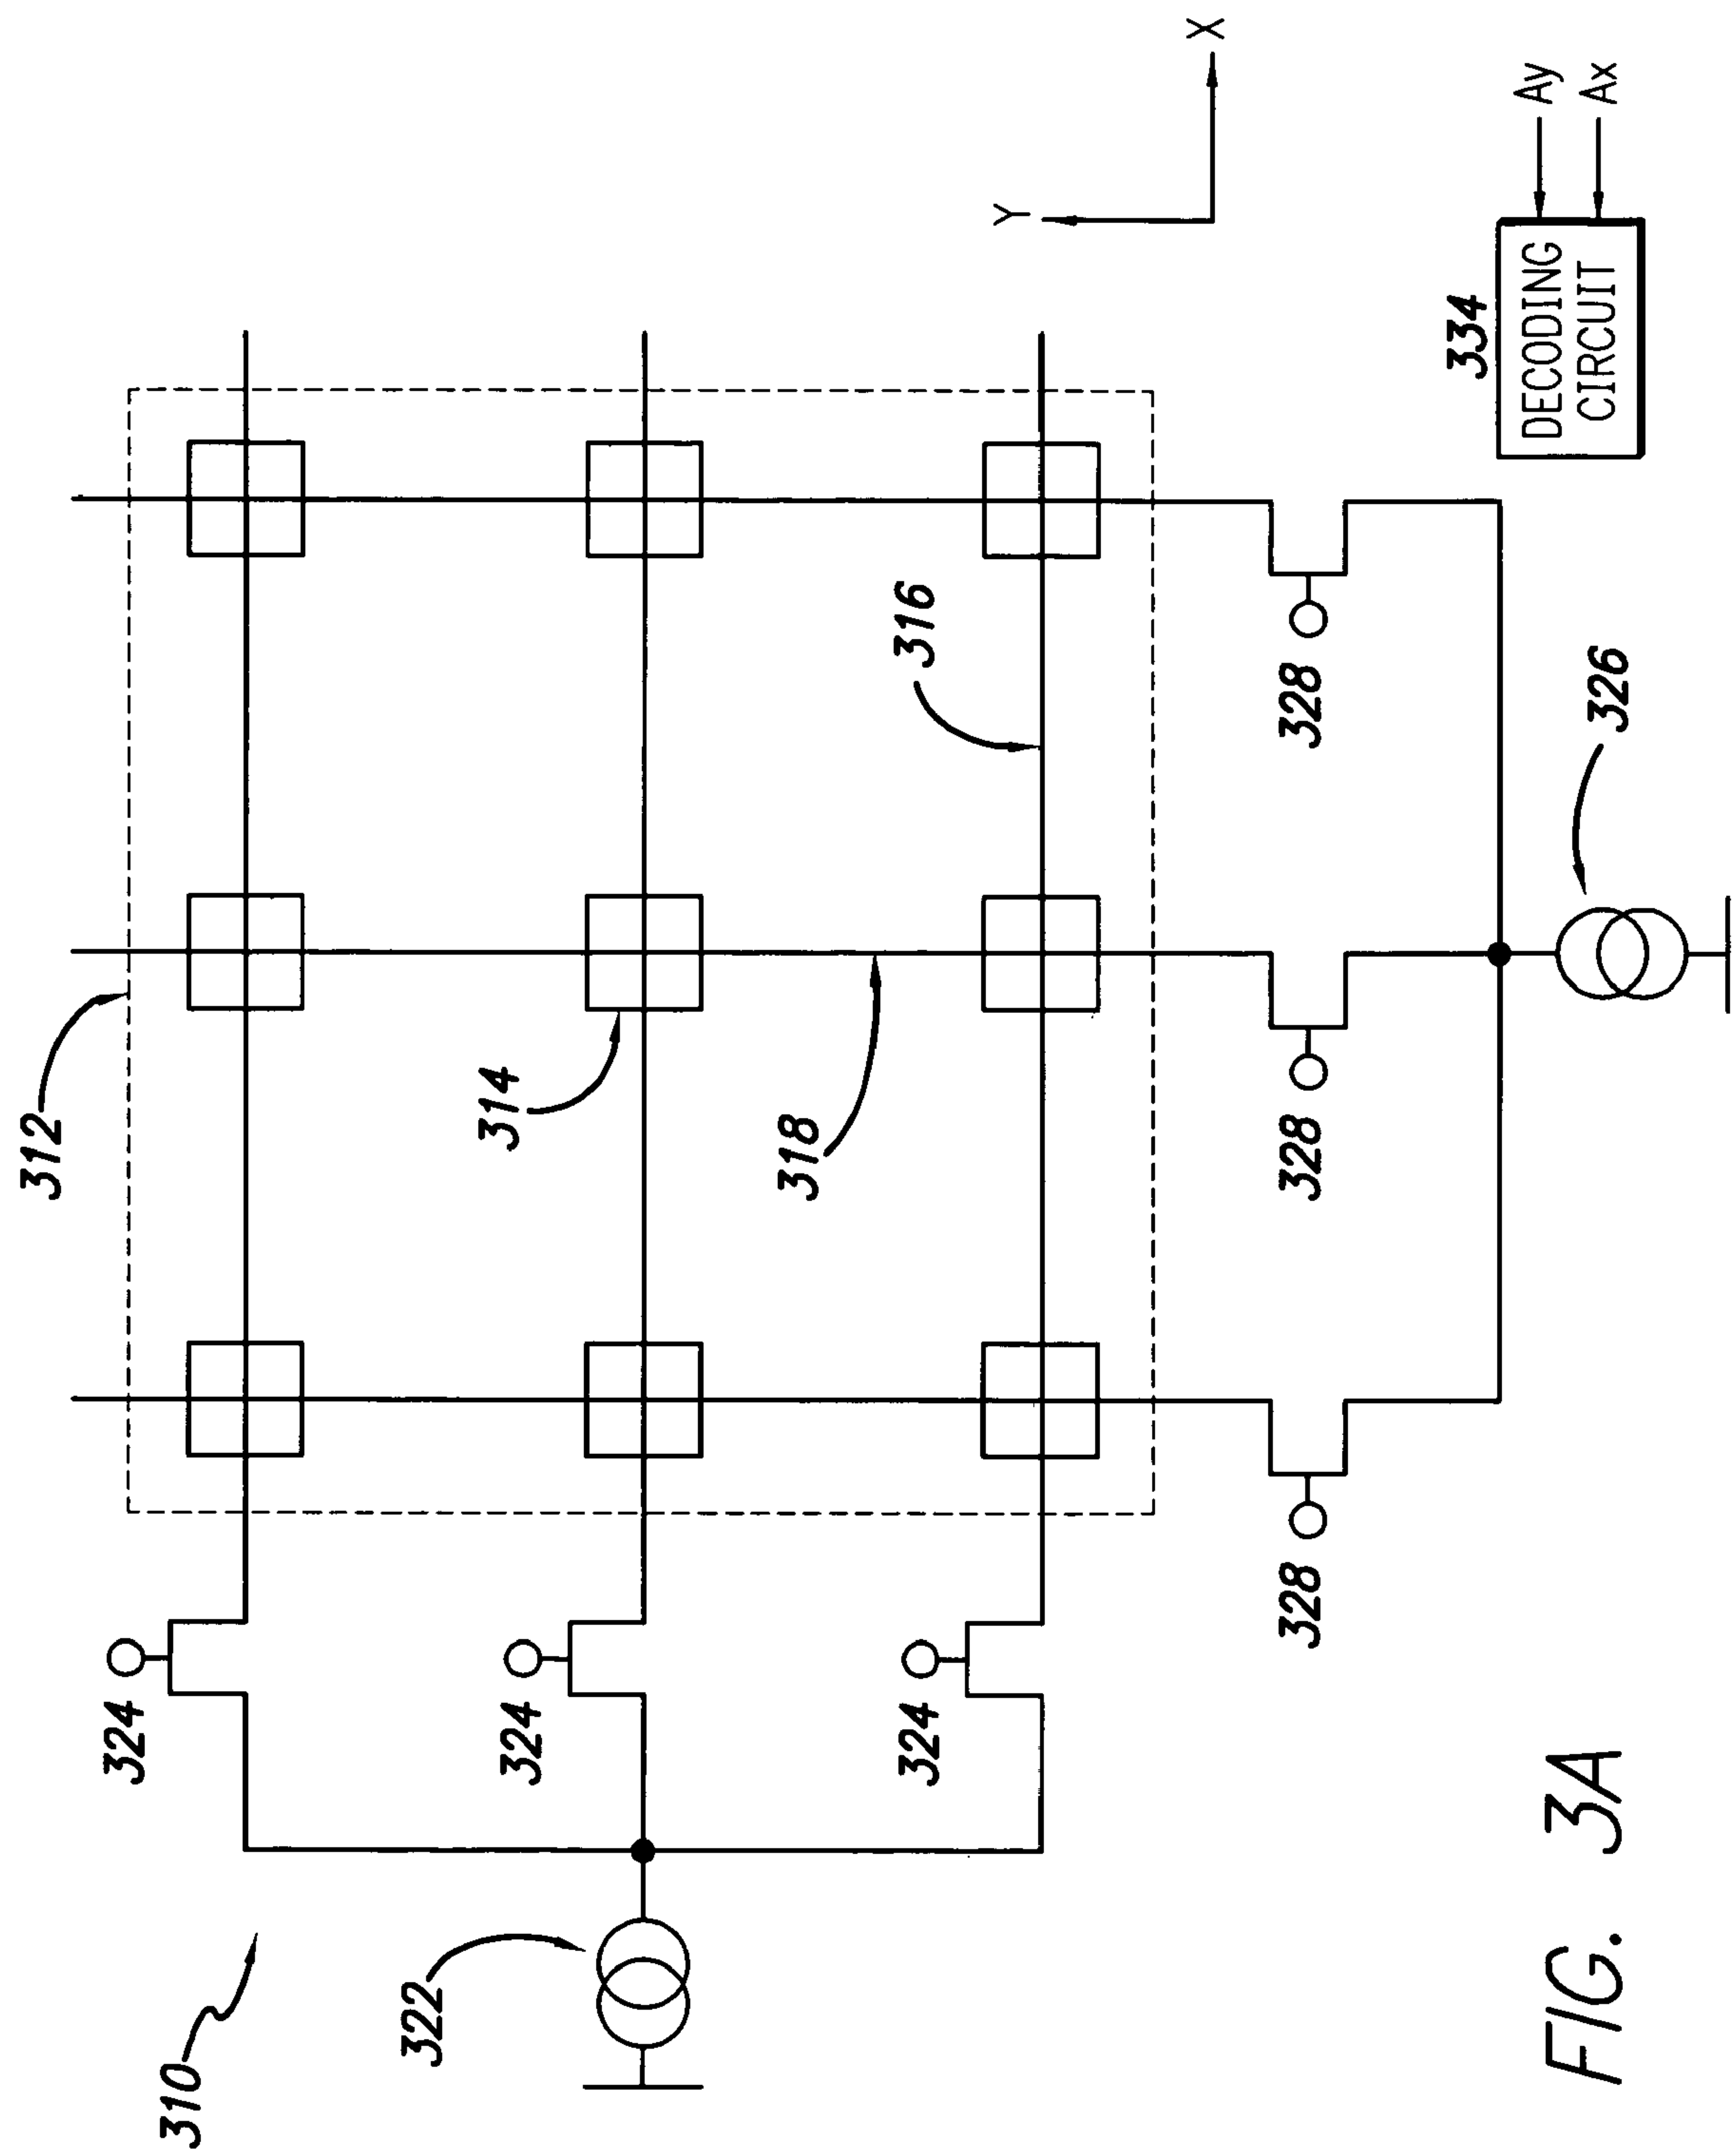 312
324
310
322
314
324
318
316
324
Y
X
328
328
328
334
DECODING
CIRCUIT
Ay
Ax
326
FIG. 3A